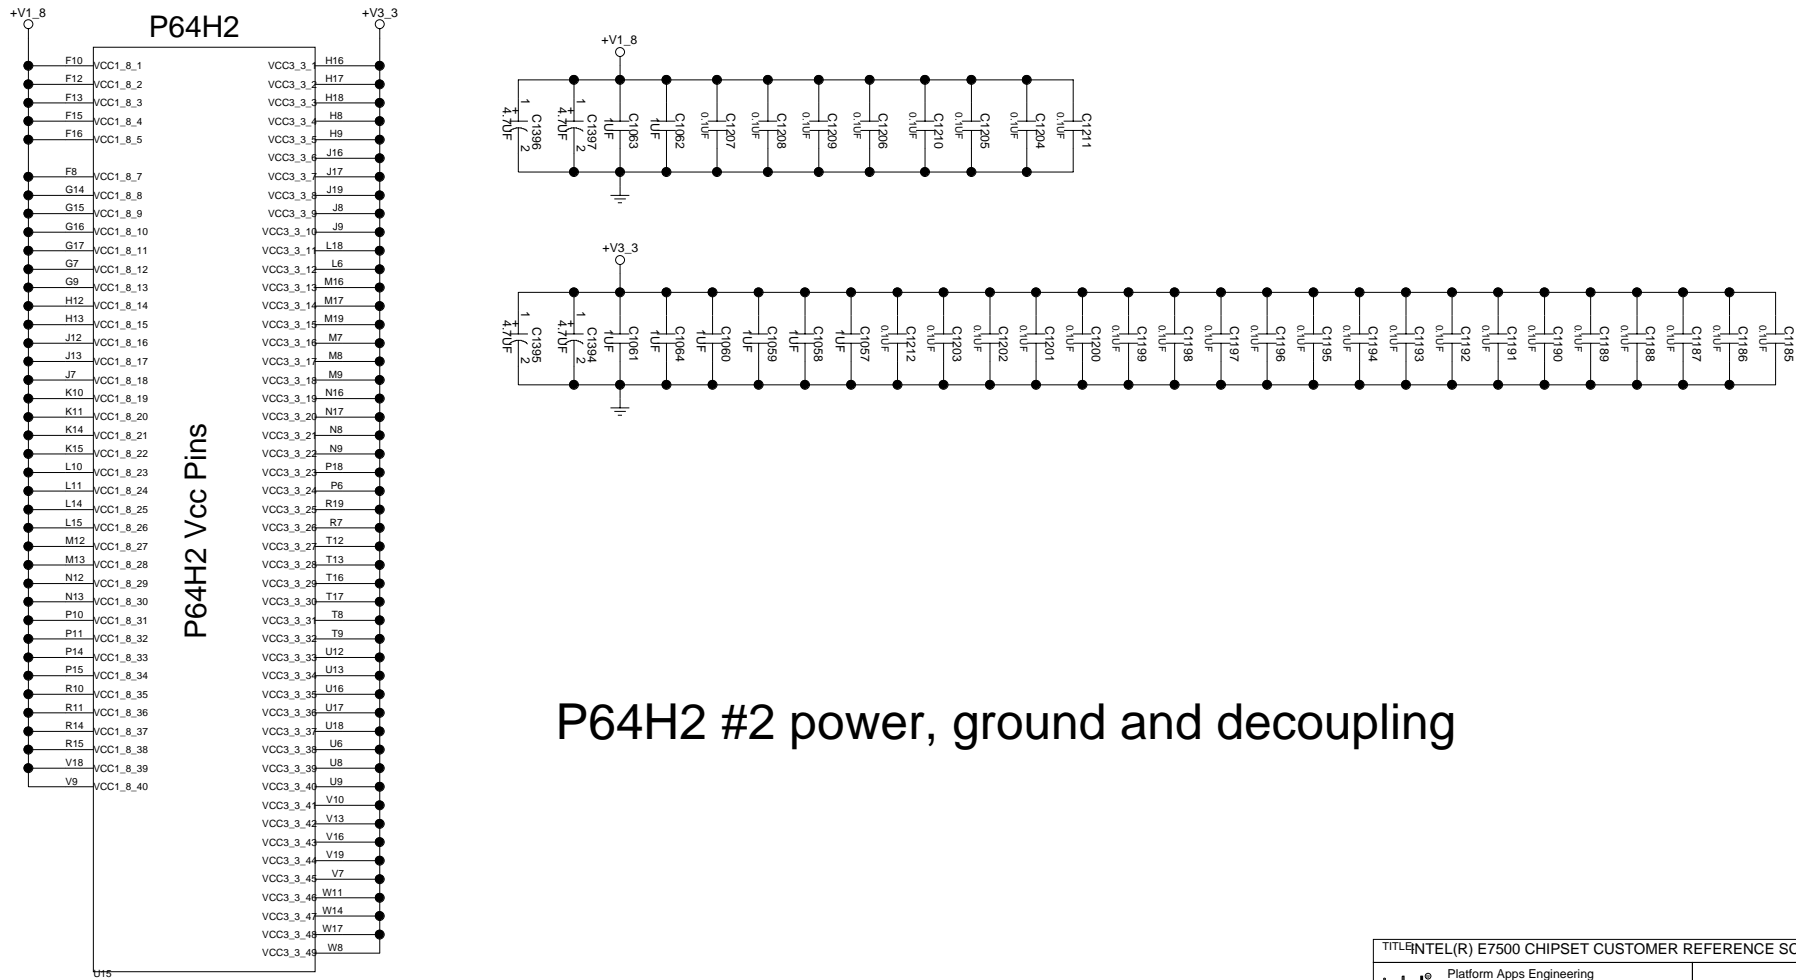 +V1_8
P64H2
+V3_3
F10 VCC1_8_1 VCC3_3_1 H16
F12 VCC1_8_2 VCC3_3_2 H17
F13 VCC1_8_3 VCC3_3_3 H18
F15 VCC1_8_4 VCC3_3_4 H8
F16 VCC1_8_5 VCC3_3_5 H9
VCC3_3_6 J16
F8 VCC1_8_7 VCC3_3_7 J17
G14 VCC1_8_8 VCC3_3_8 J19
G15 VCC1_8_9 VCC3_3_9 J8
G16 VCC1_8_10 VCC3_3_10 J9
G17 VCC1_8_11 VCC3_3_11 L18
G7 VCC1_8_12 VCC3_3_12 L6
G9 VCC1_8_13 VCC3_3_13 M16
H12 VCC1_8_14 VCC3_3_14 M17
H13 VCC1_8_15 VCC3_3_15 M19
J12 VCC1_8_16 VCC3_3_16 M7
J13 VCC1_8_17 VCC3_3_17 M8
J7 VCC1_8_18 VCC3_3_18 M9
K10 VCC1_8_19 VCC3_3_19 N16
K11 VCC1_8_20 VCC3_3_20 N17
K14 VCC1_8_21 VCC3_3_21 N8
K15 VCC1_8_22 VCC3_3_22 N9
L10 VCC1_8_23 VCC3_3_23 P18
L11 VCC1_8_24 VCC3_3_24 P6
L14 VCC1_8_25 VCC3_3_25 R19
L15 VCC1_8_26 VCC3_3_26 R7
M12 VCC1_8_27 VCC3_3_27 T12
M13 VCC1_8_28 VCC3_3_28 T13
N12 VCC1_8_29 VCC3_3_29 T16
N13 VCC1_8_30 VCC3_3_30 T17
P10 VCC1_8_31 VCC3_3_31 T8
P11 VCC1_8_32 VCC3_3_32 T9
P14 VCC1_8_33 VCC3_3_33 U12
P15 VCC1_8_34 VCC3_3_34 U13
R10 VCC1_8_35 VCC3_3_35 U16
R11 VCC1_8_36 VCC3_3_36 U17
R14 VCC1_8_37 VCC3_3_37 U18
R15 VCC1_8_38 VCC3_3_38 U6
V18 VCC1_8_39 VCC3_3_39 U8
V9 VCC1_8_40 VCC3_3_40 U9
VCC3_3_41 V10
VCC3_3_42 V13
VCC3_3_43 V16
VCC3_3_44 V19
VCC3_3_45 V7
VCC3_3_46 W11
VCC3_3_47 W14
VCC3_3_48 W17
VCC3_3_49 W8
P64H2 Vcc Pins
U15
+V1_8
1 + 2 C1396 4.7UF
1 + 2 C1397 4.7UF
C1063 1UF
C1062 1UF
C1207 0.1UF
C1208 0.1UF
C1209 0.1UF
C1206 0.1UF
C1210 0.1UF
C1205 0.1UF
C1204 0.1UF
C1211 0.1UF
+V3_3
1 + 2 C1395 4.7UF
1 + 2 C1394 4.7UF
C1061 1UF
C1064 1UF
C1060 1UF
C1059 1UF
C1058 1UF
C1057 1UF
C1212 0.1UF
C1203 0.1UF
C1202 0.1UF
C1201 0.1UF
C1200 0.1UF
C1199 0.1UF
C1198 0.1UF
C1197 0.1UF
C1196 0.1UF
C1195 0.1UF
C1194 0.1UF
C1193 0.1UF
C1192 0.1UF
C1191 0.1UF
C1190 0.1UF
C1189 0.1UF
C1188 0.1UF
C1187 0.1UF
C1186 0.1UF
C1185 0.1UF
P64H2 #2 power, ground and decoupling
TITLE INTEL(R) E7500 CHIPSET CUSTOMER REFERENCE
Platform Apps Engineering